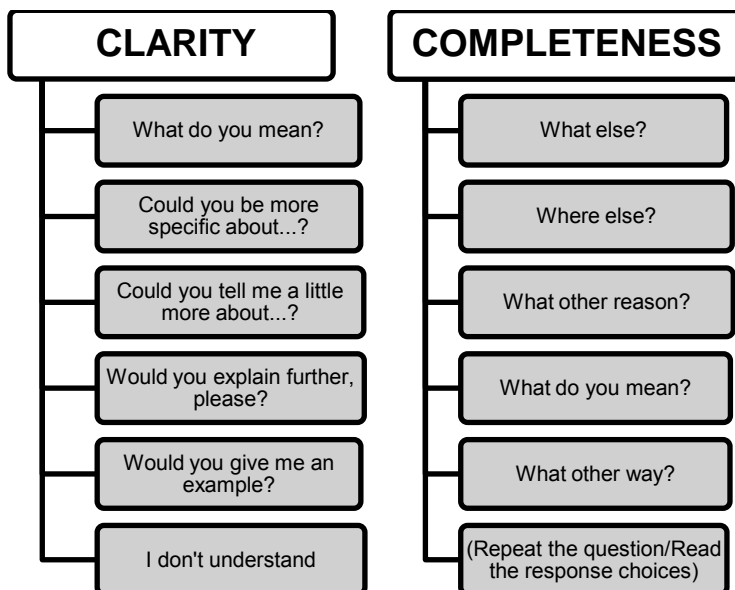 CLARITY
What do you mean?
Could you be more
specific about...?
Could you tell me a little
more about...?
Would you explain further,
please?
Would you give me an
example?
I don't understand
COMPLETENESS
What else?
Where else?
What other reason?
What do you mean?
What other way?
(Repeat the question/Read
the response choices)